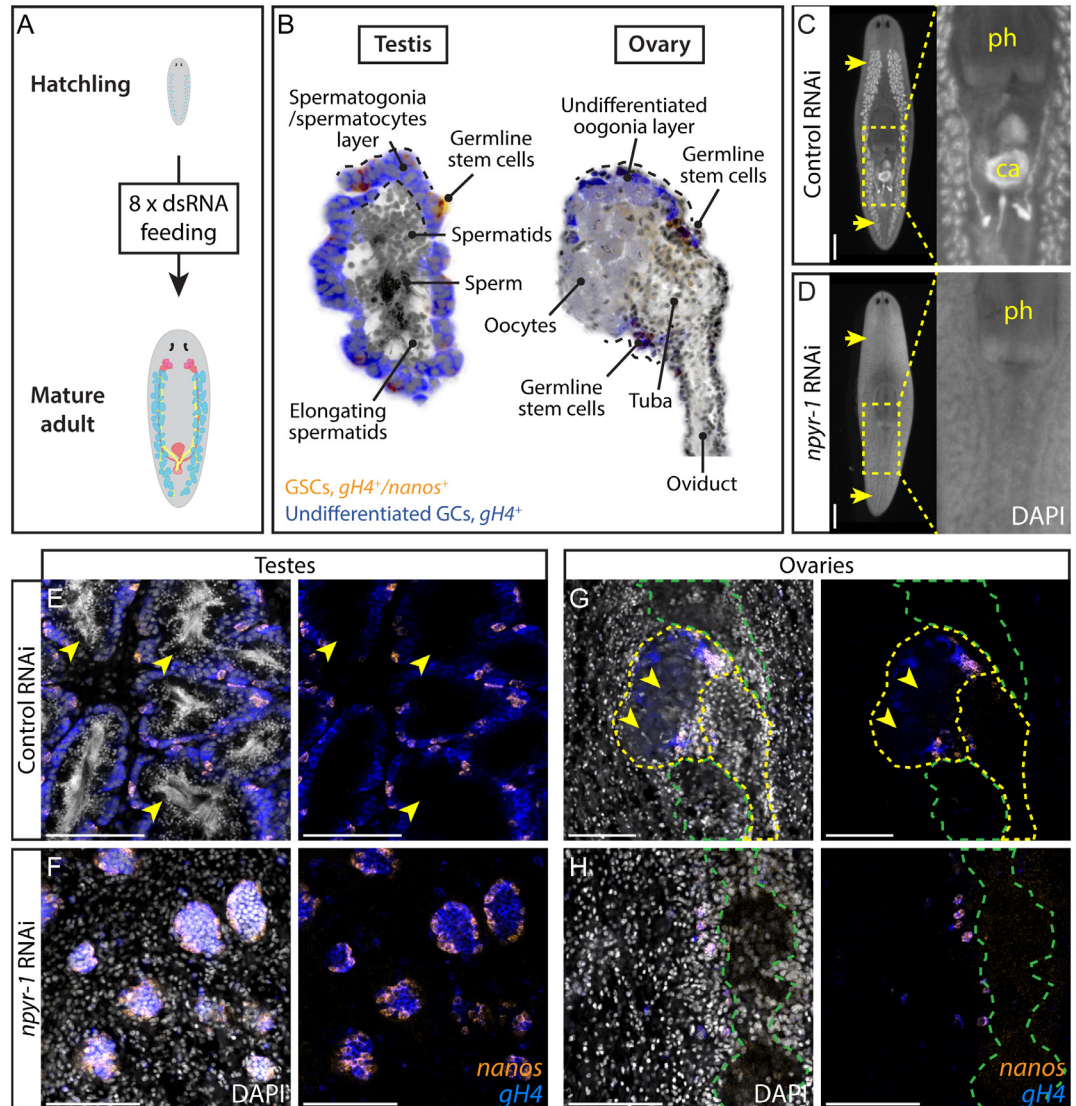 A
Hatchling
8 x dsRNA
feeding
Mature
adult
B
Testis
Ovary
Spermatogonia
/spermatocytes
layer
Germline
stem cells
Undifferentiated
oogonia layer
Germline
stem cells
Spermatids
Sperm
Oocytes
Elongating
spermatids
Germline
stem cells
Tuba
Oviduct
GSCs, gH4+/nanos+
Undifferentiated GCs, gH4+
C
Control RNAi
ph
ca
D
npyr-1 RNAi
ph
DAPI
Testes
Ovaries
Control RNAi
E
G
npyr-1 RNAi
F
DAPI
nanos
gH4
H
DAPI
nanos
gH4